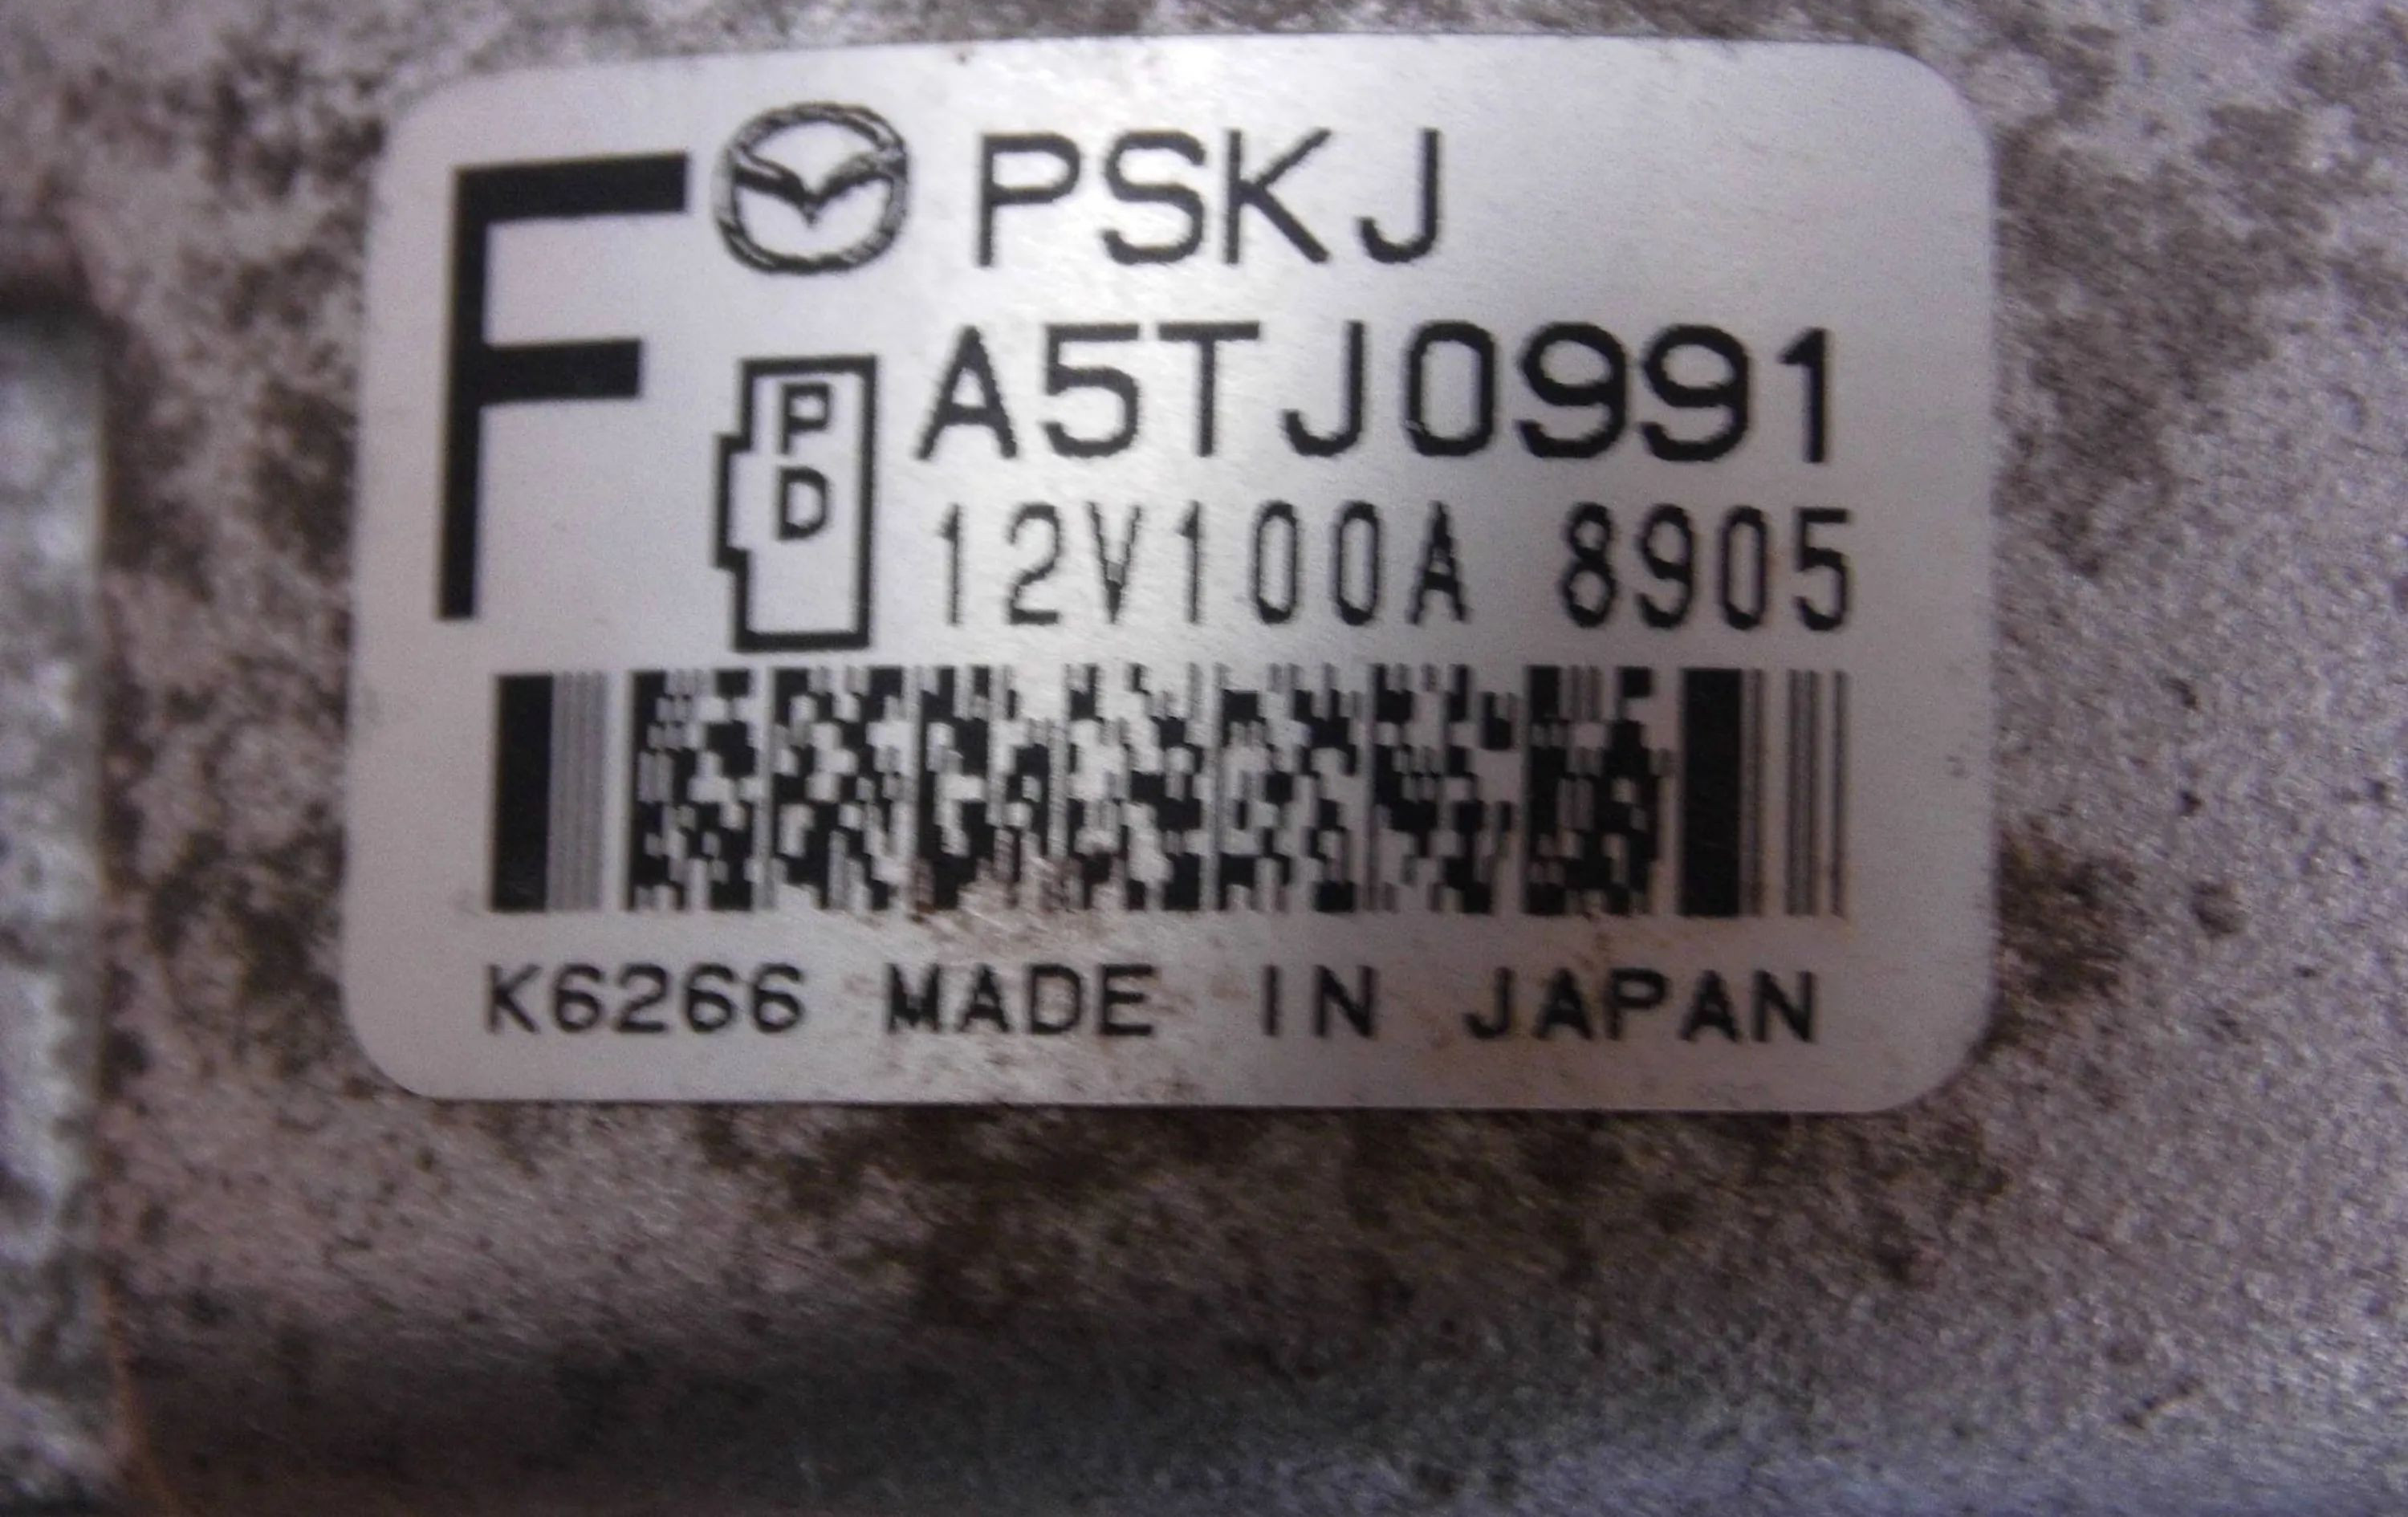 F PSKJ
PD A5TJ0991
12V100A 8905
K6266 MADE IN JAPAN